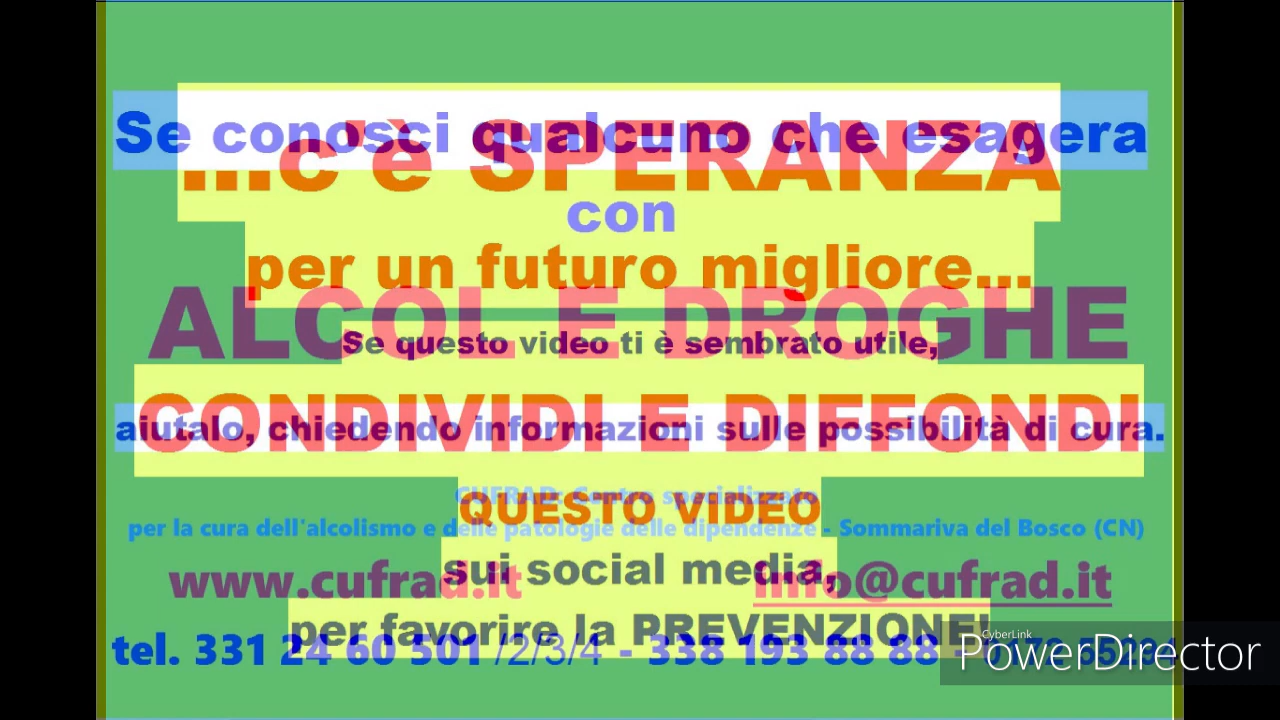 Se conosci qualcuno che esagera
...c'è SPERANZA
con
per un futuro migliore...
ALCOL E DROGHE
Se questo video ti è sembrato utile,
CONDIVIDI E DIFFONDI
aiutalo, chiedendo informazioni sulle possibilità di cura.
CUFRAD: Centro specializzato
QUESTO VIDEO
per la cura dell'alcolismo e delle patologie delle dipendenze - Sommariva del Bosco (CN)
sui social media,
www.cufrad.it info@cufrad.it
per favorire la PREVENZIONE!
tel. 331 24 60 501 /2/3/4 - 338 193 88 88 -
CyberLink
PowerDirector